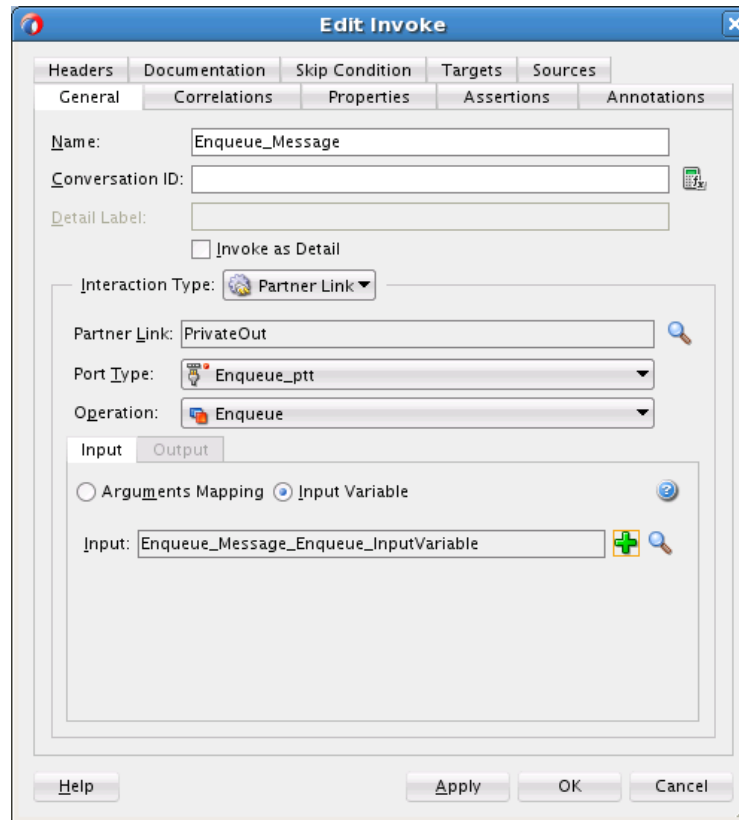 Edit Invoke
Headers Documentation Skip Condition Targets Sources
General Correlations Properties Assertions Annotations
Name: Enqueue_Message
Conversation ID:
Detail Label:
Invoke as Detail
Interaction Type: Partner Link
Partner Link: PrivateOut
Port Type: Enqueue_ptt
Operation: Enqueue
Input Output
Arguments Mapping Input Variable
Input: Enqueue_Message_Enqueue_InputVariable
Help Apply OK Cancel